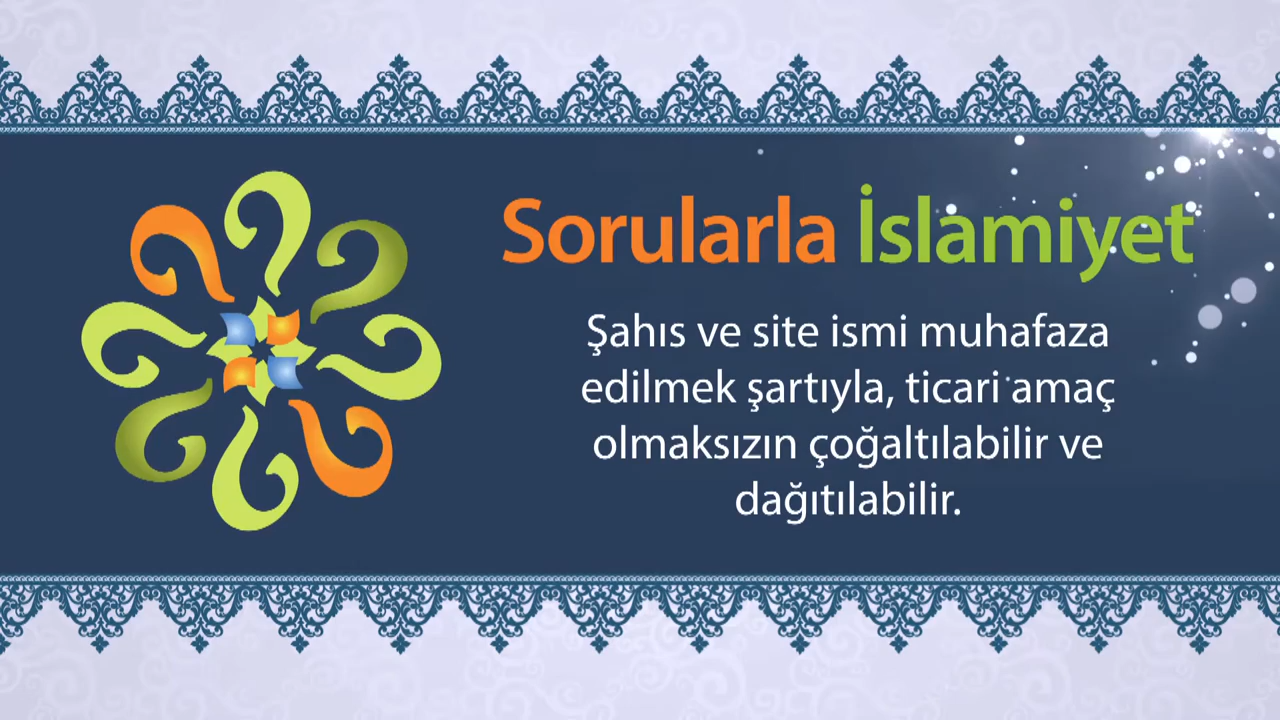 Sorularla İslamiyet
Şahıs ve site ismi muhafaza
edilmek şartıyla, ticari amaç
olmaksızın çoğaltılabilir ve
dağıtılabilir.